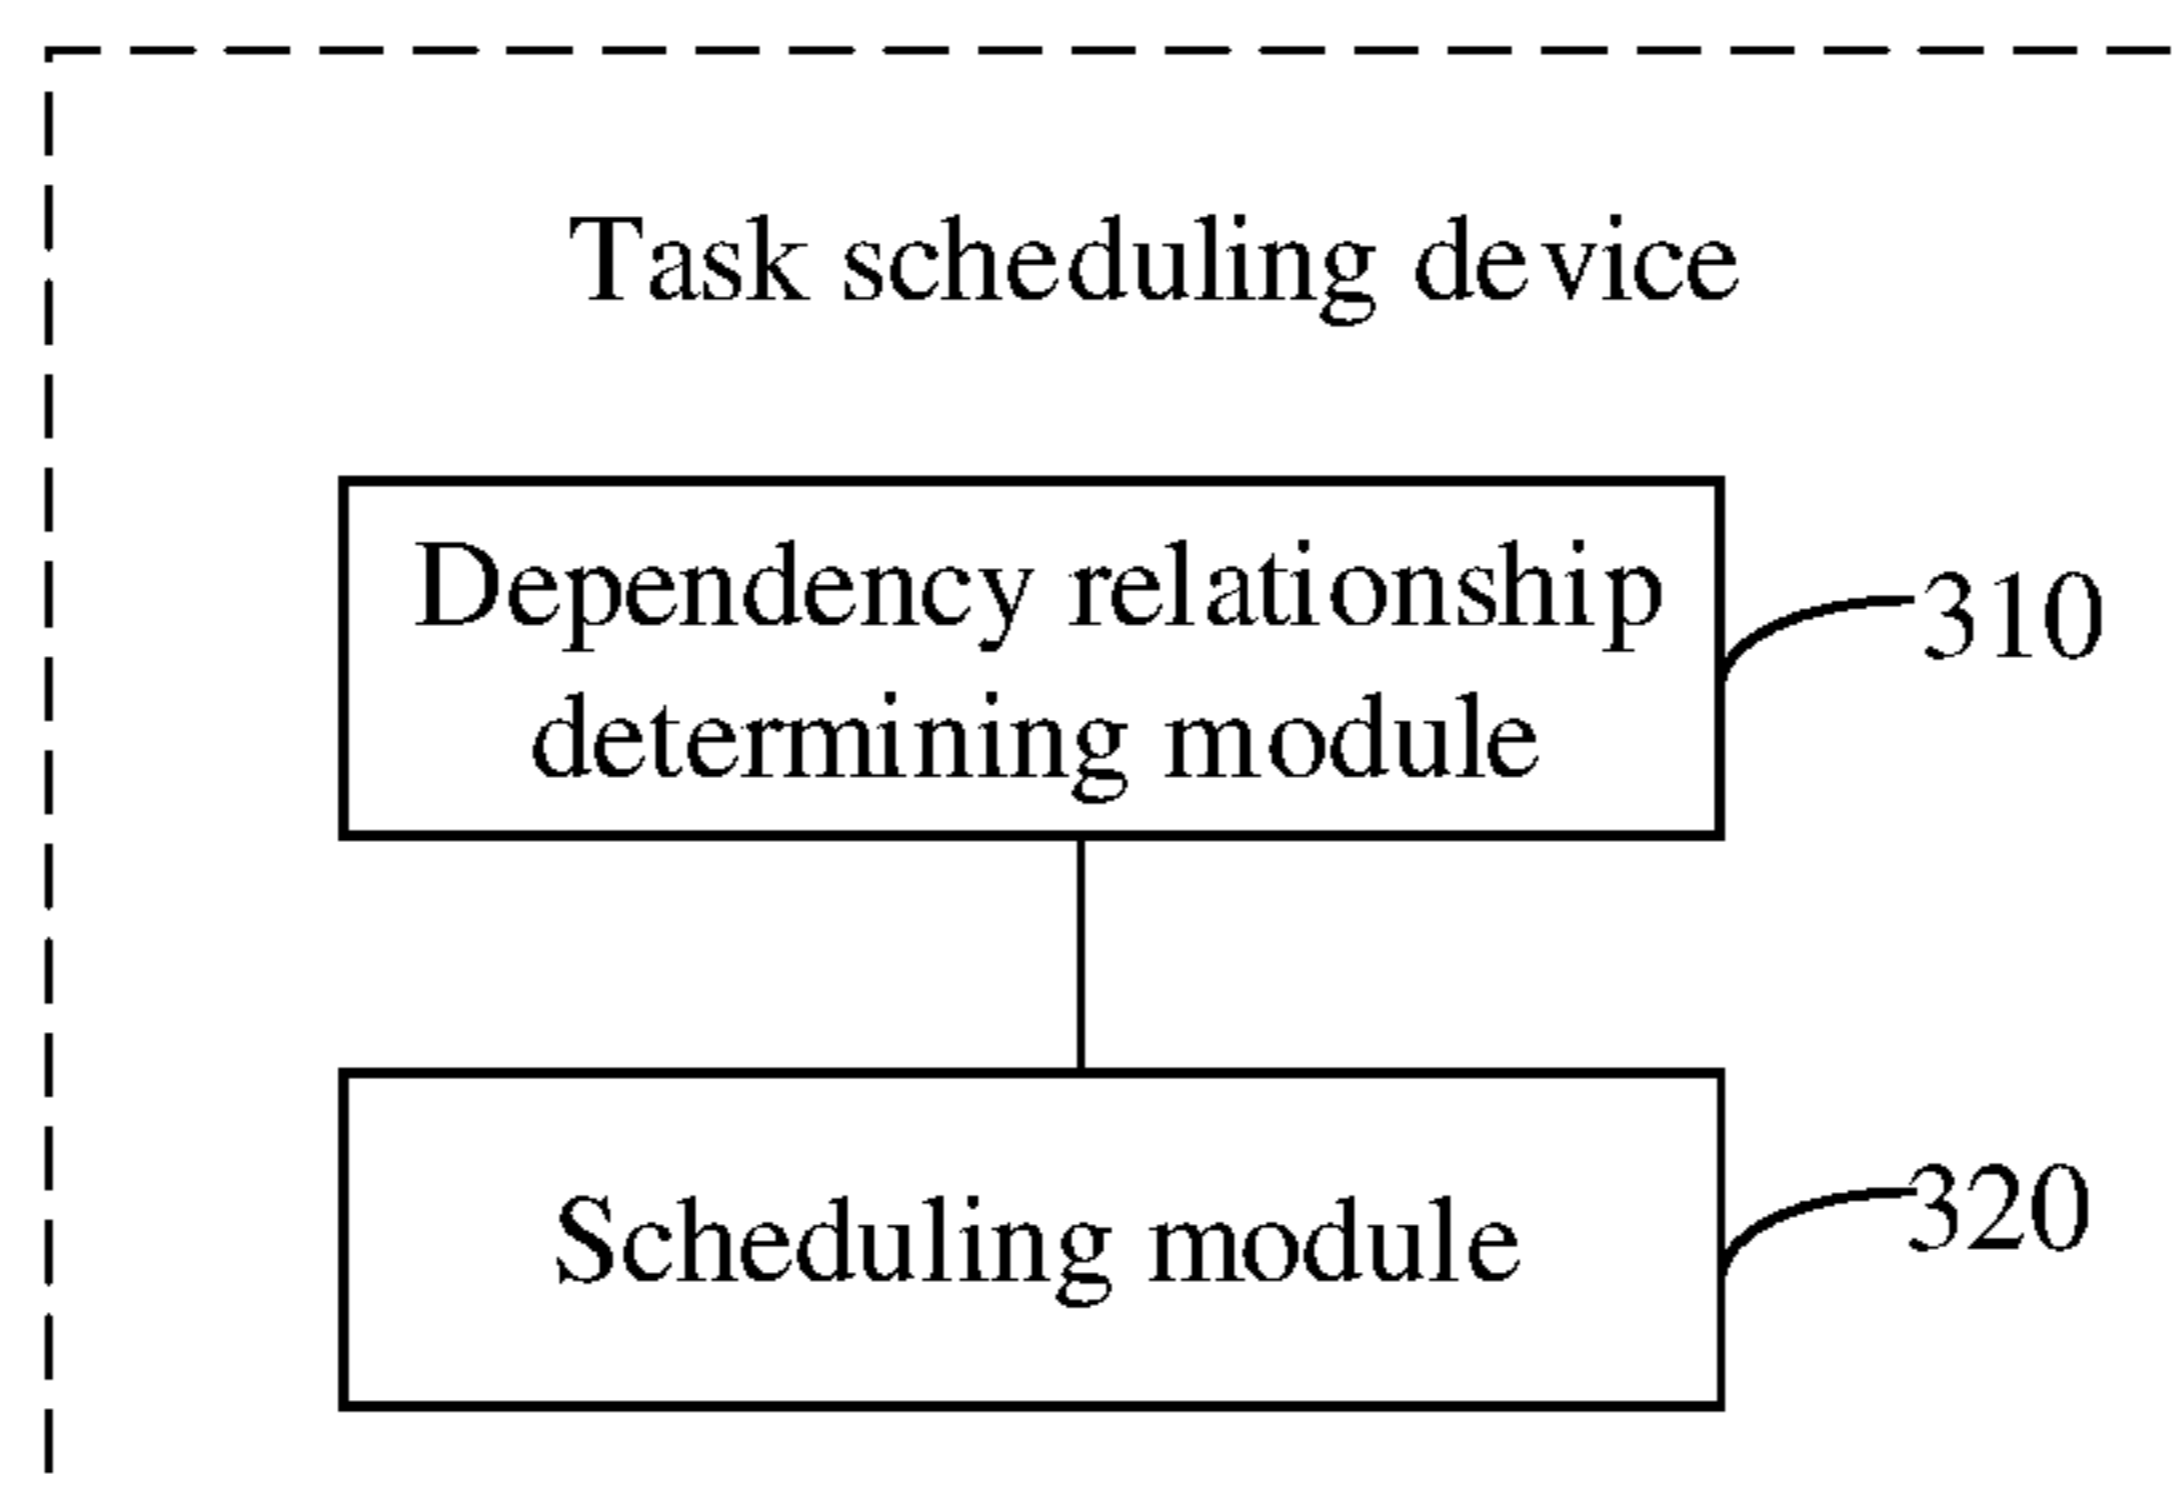 Task scheduling device
Dependency relationship
determining module
310
Scheduling module
320